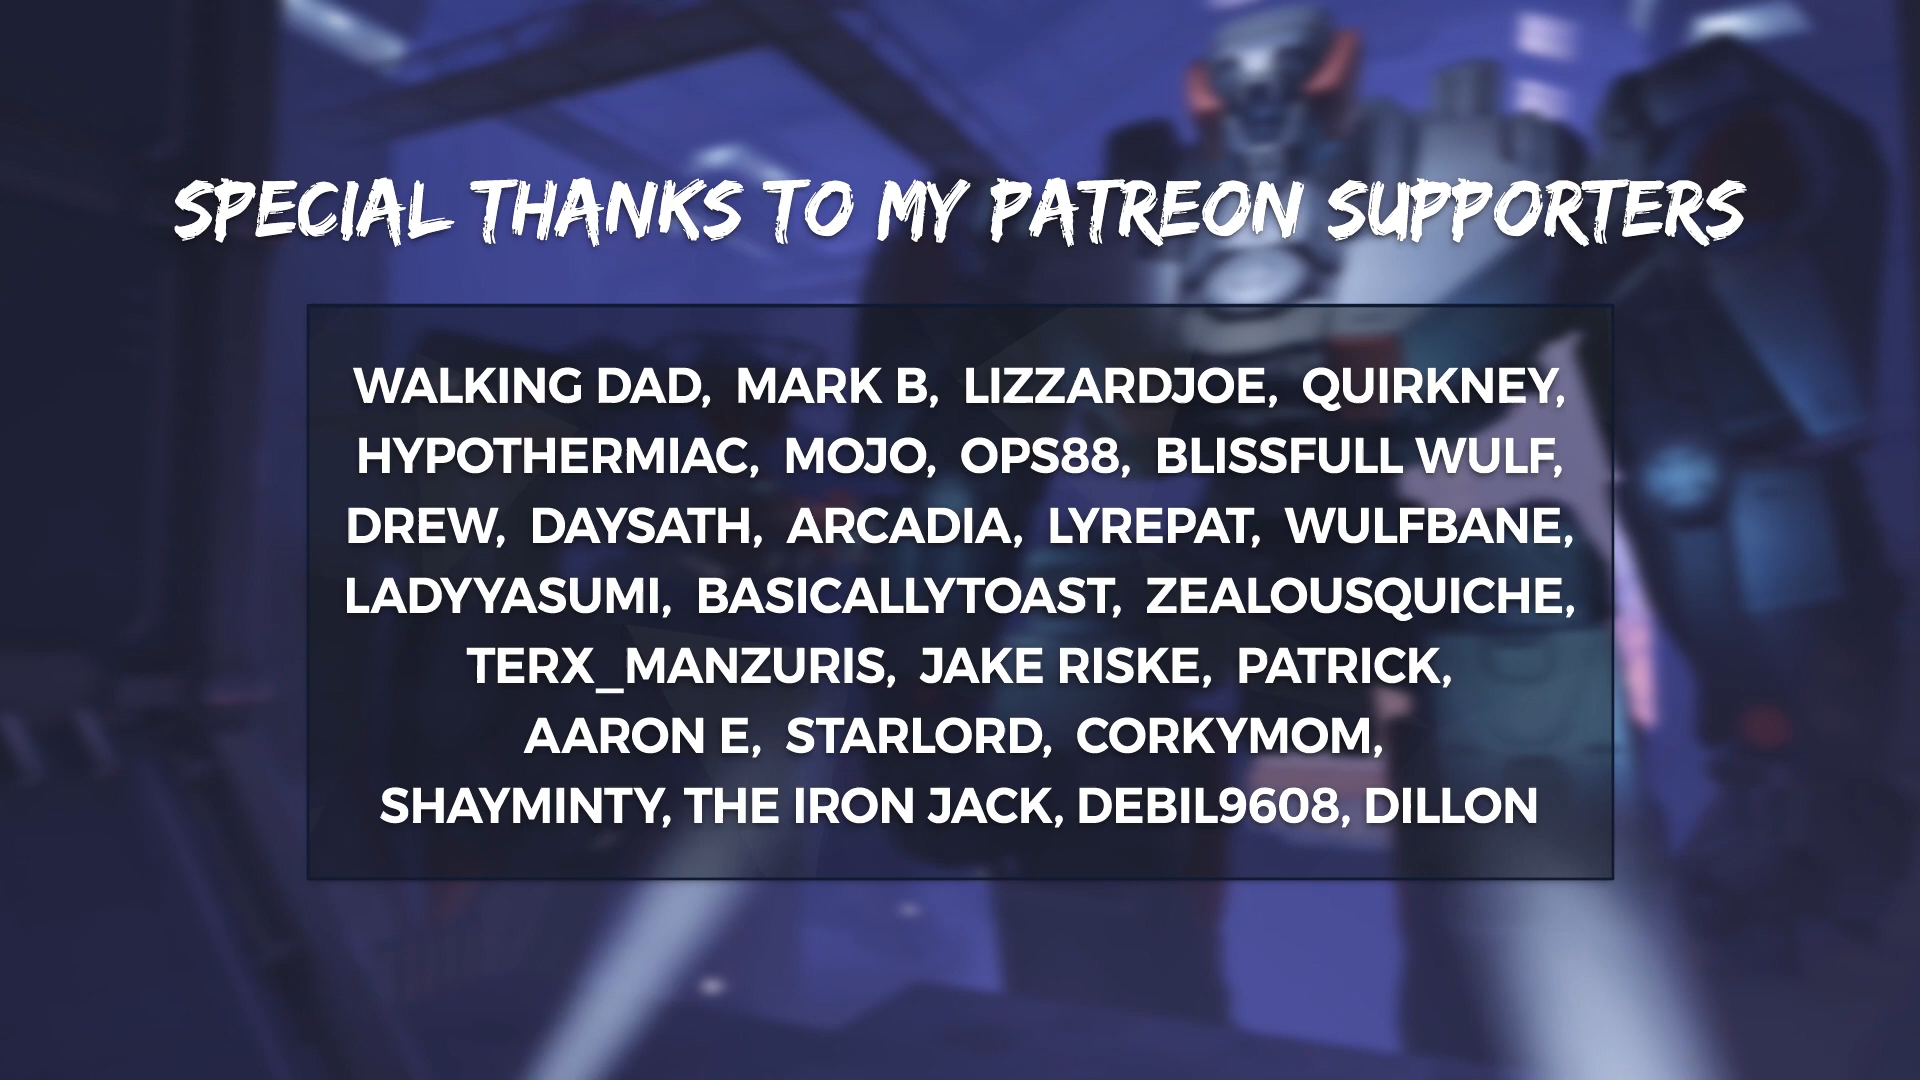 SPECIAL THANKS TO MY PATREON SUPPORTERS
WALKING DAD, MARK B, LIZZARDJOE, QUIRKNEY,
HYPOTHERMIAC, MOJO, OPS88, BLISSFULL WULF,
DREW, DAYSATH, ARCADIA, LYREPAT, WULFBANE,
LADYYASUMI, BASICALLYTOAST, ZEALOUSQUICHE,
TERX_MANZURIS, JAKE RISKE, PATRICK,
AARON E, STARLORD, CORKYMOM,
SHAYMINTY, THE IRON JACK, DEBIL9608, DILLON